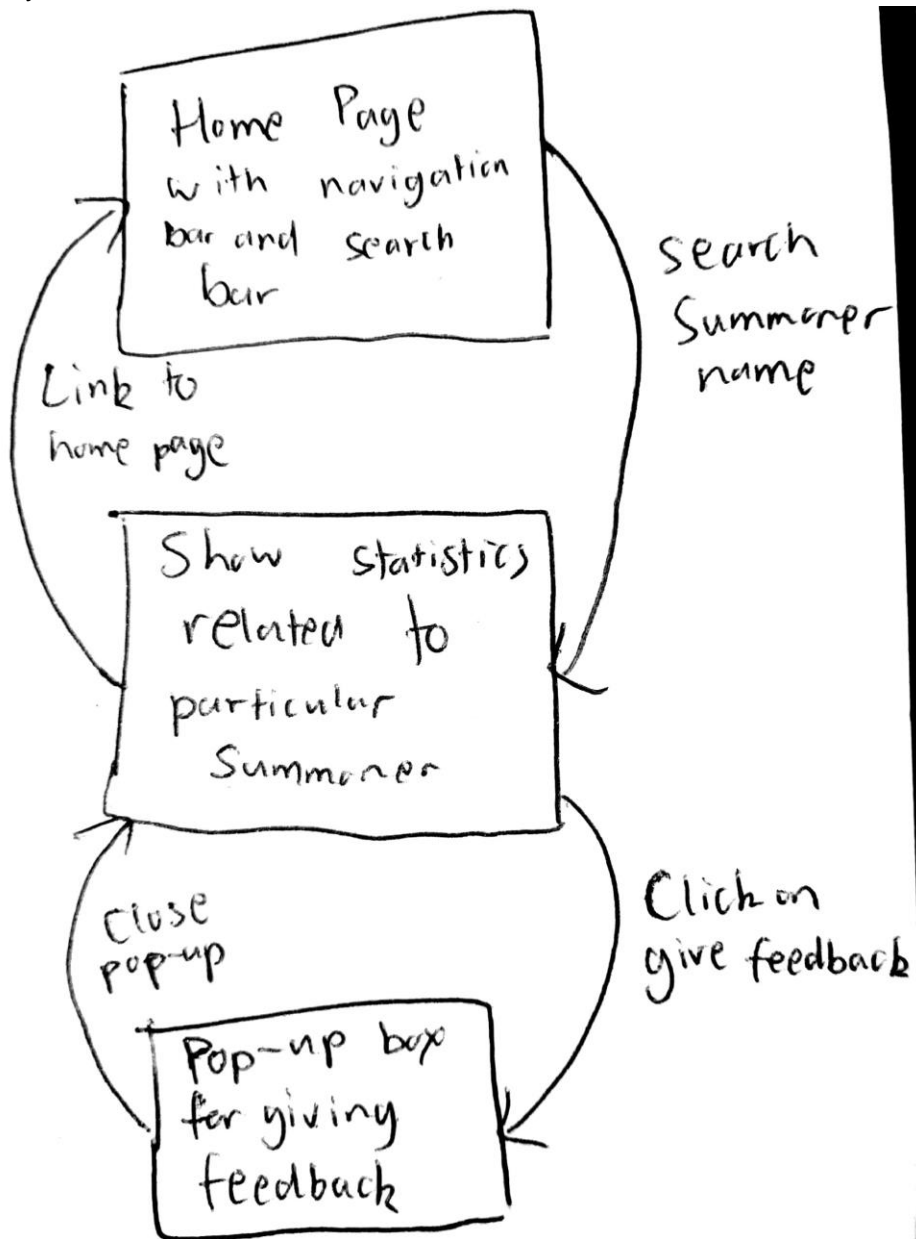 Home Page
with navigation
bar and search
bar
search
Summoner
name
Link to
home page
Show statistics
related to
particular
Summoner
Close
pop-up
Click on
give feedback
Pop-up box
for giving
feedback